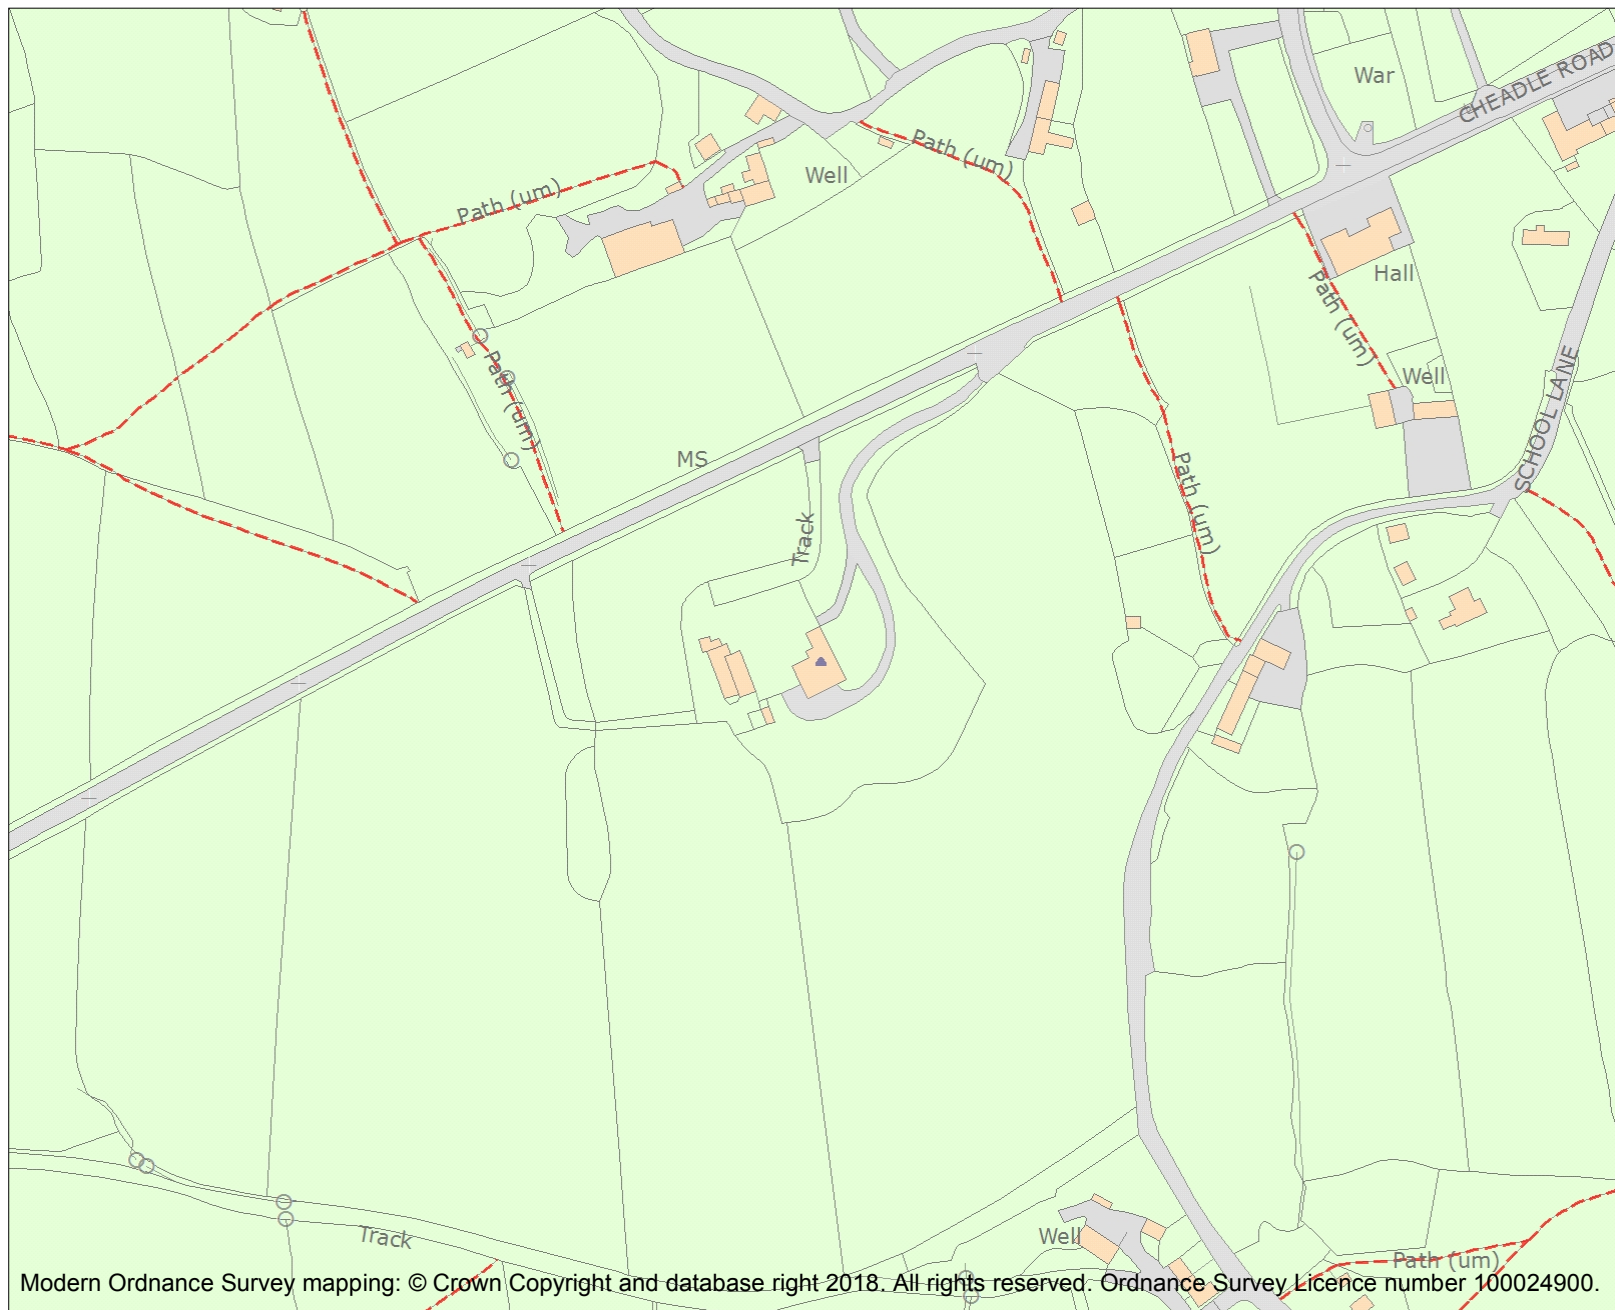 War
CHEADLE ROAD
Path (um)
Well
Path (um)
Hall
Path (um)
Path (um)
Well
SCHOOL LANE
MS
Path (um)
Track
Well
Track
Path (um)
Modern Ordnance Survey mapping: © Crown Copyright and database right 2018. All rights reserved. Ordnance Survey Licence number 100024900.